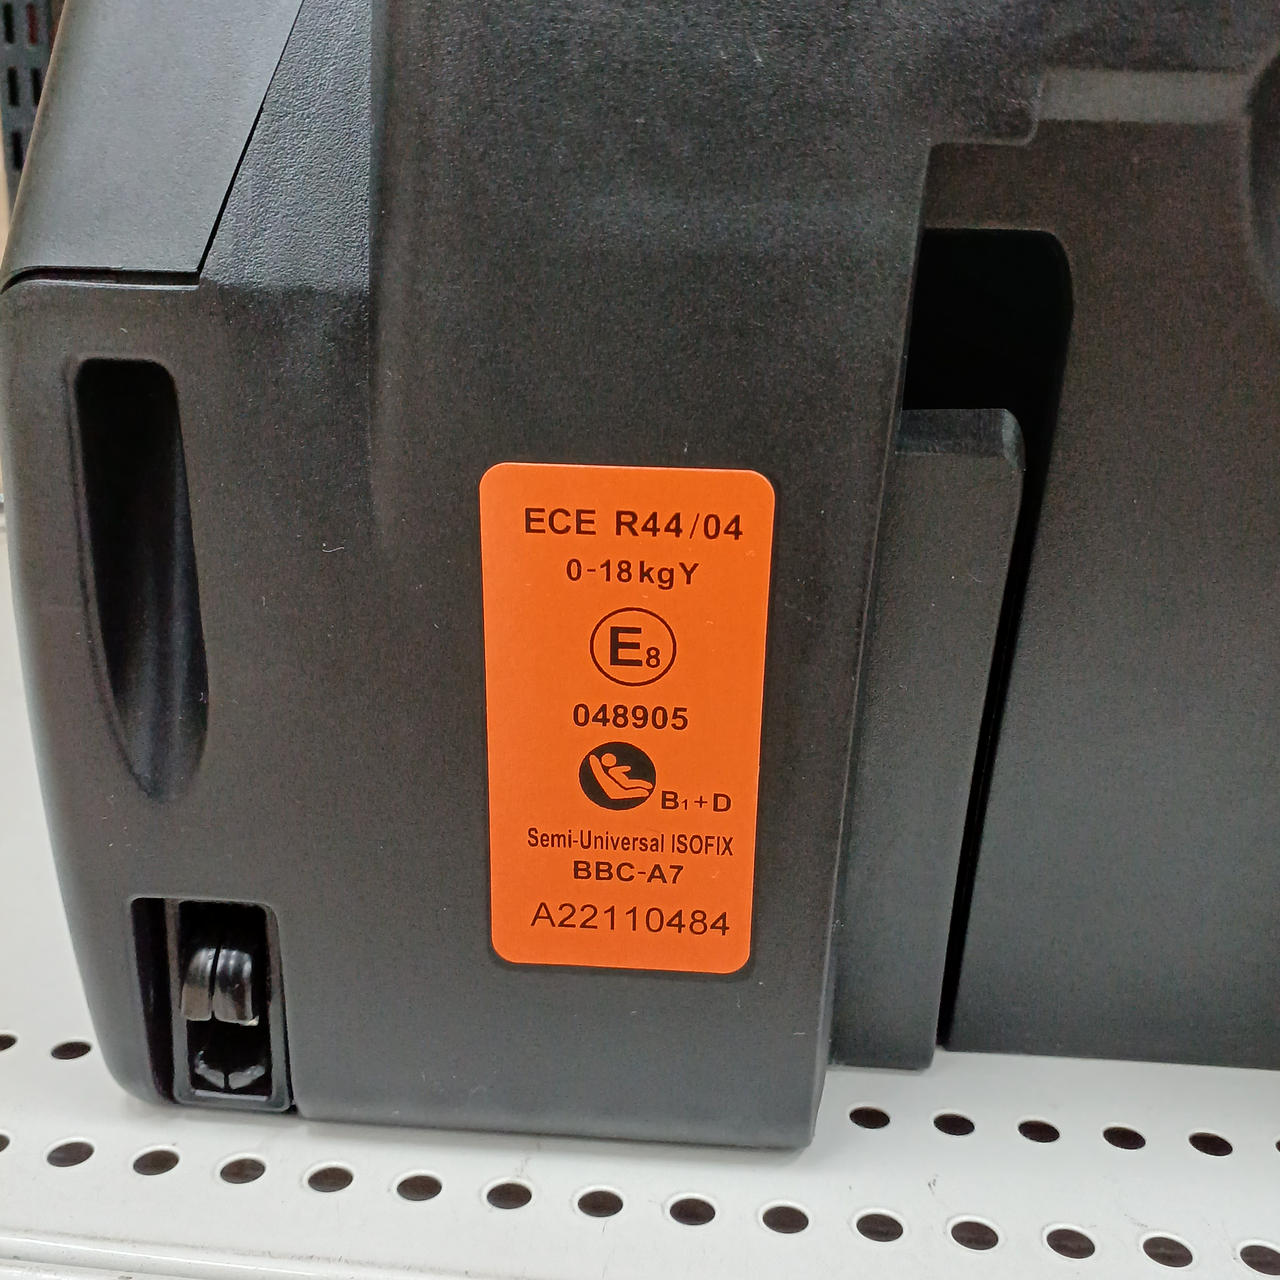 ECE R44/04
0-18kgY
E8
048905
B1+D
Semi-Universal ISOFIX
BBC-A7
A22110484